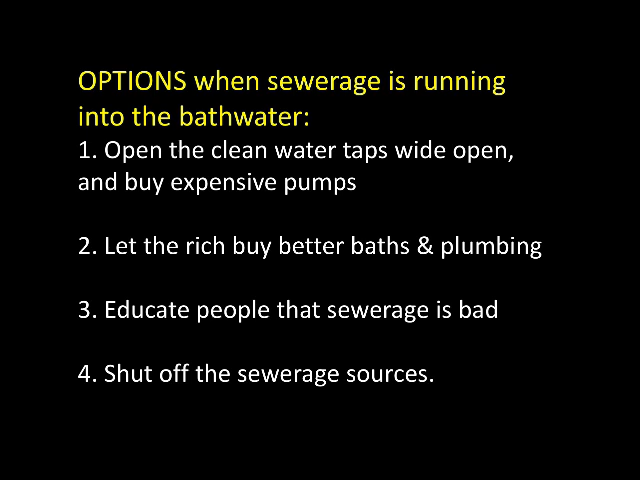 OPTIONS when sewerage is running
into the bathwater:
1. Open the clean water taps wide open,
and buy expensive pumps
2. Let the rich buy better baths & plumbing
3. Educate people that sewerage is bad
4. Shut off the sewerage sources.